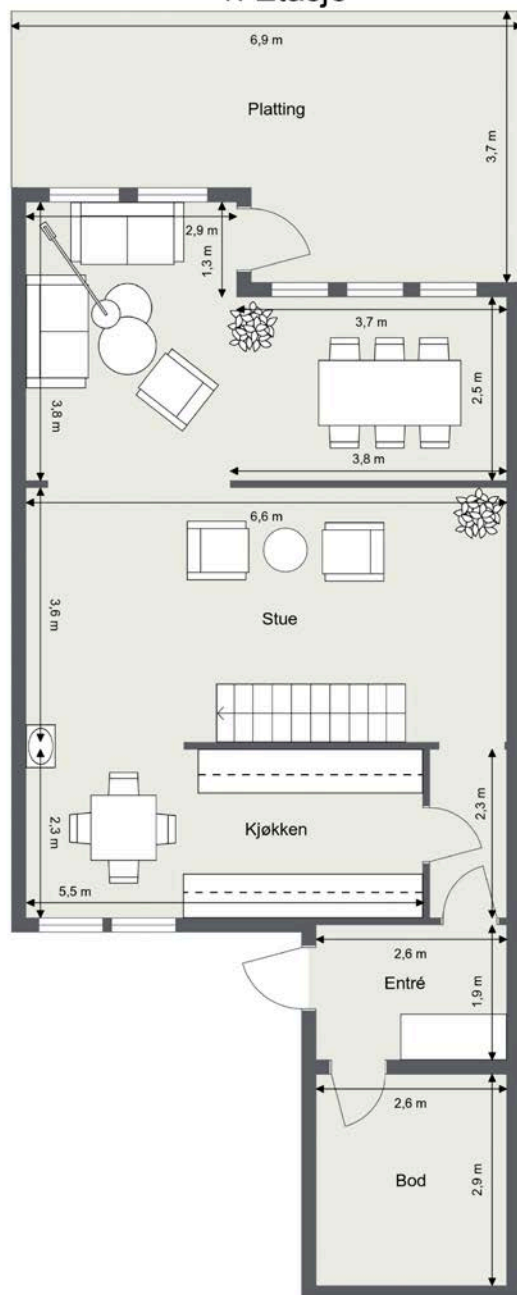 6,9 m
Platting
3,7 m
2,9 m
1,3 m
3,7 m
2,5 m
3,8 m
3,8 m
6,6 m
3,6 m
Stue
2,3 m
Kjøkken
2,3 m
5,5 m
2,6 m
Entré
1,9 m
2,6 m
Bod
2,9 m